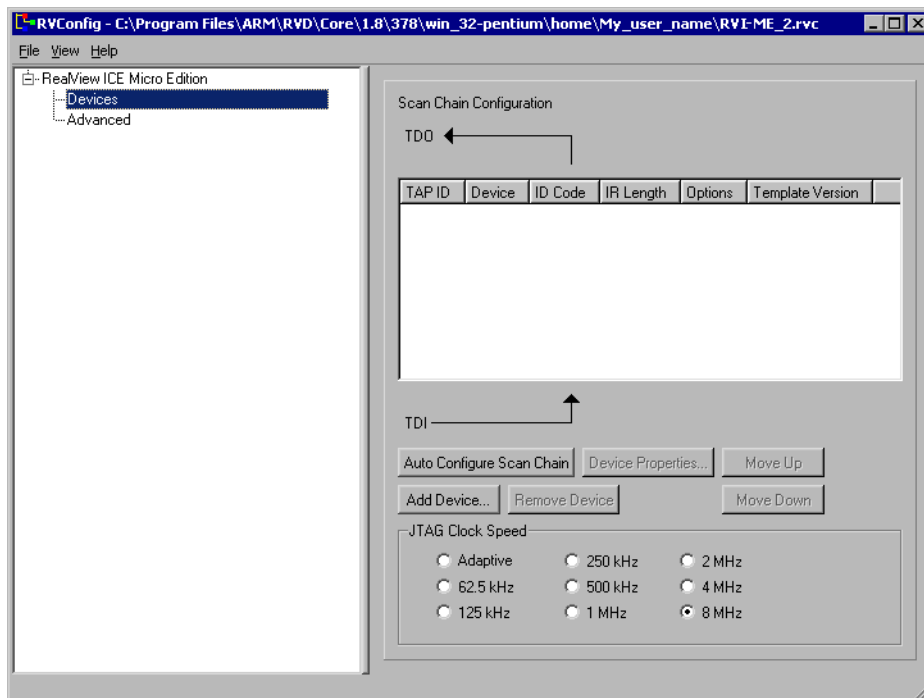 RVConfig - C:\Program Files\ARM\RVD\Core\1.8\378\win_32-pentium\home\My_user_name\RVI-ME_2.rvc
File View Help
RealView ICE Micro Edition
Devices
Advanced
Scan Chain Configuration
TDO
TAP ID Device ID Code IR Length Options Template Version
TDI
Auto Configure Scan Chain Device Properties... Move Up
Add Device... Remove Device Move Down
JTAG Clock Speed
Adaptive 250 kHz 2 MHz
62.5 kHz 500 kHz 4 MHz
125 kHz 1 MHz 8 MHz